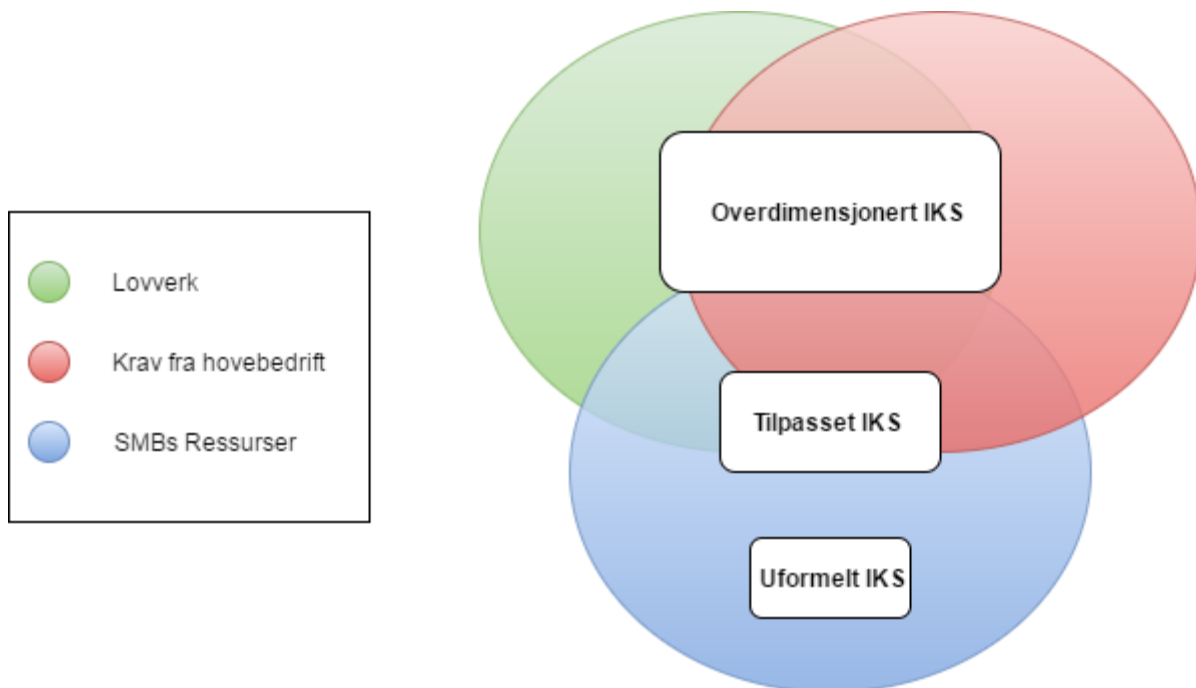 Lovverk
Krav fra hovebedrift
SMBs Ressurser
Overdimensjonert IKS
Tilpasset IKS
Uformelt IKS